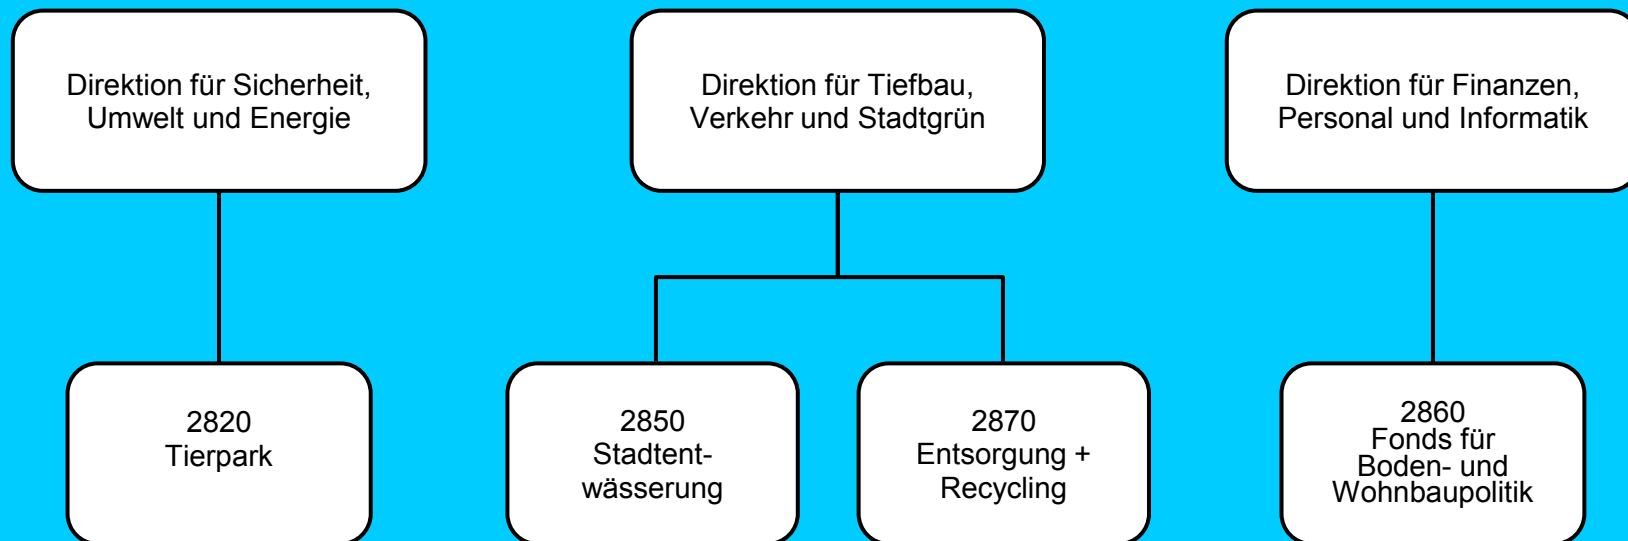 Direktion für Sicherheit,
Umwelt und Energie
Direktion für Tiefbau,
Verkehr und Stadtgrün
Direktion für Finanzen,
Personal und Informatik
2820
Tierpark
2850
Stadtent-
wässerung
2870
Entsorgung +
Recycling
2860
Fonds für
Boden- und
Wohnbaupolitik